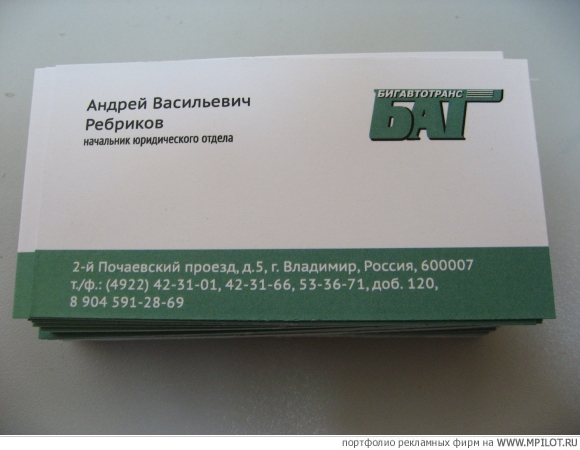 Андрей Васильевич
Ребриков
начальник юридического отдела
БИГАВТОТРАНС
БАТ
2-й Почаевский проезд, д.5, г. Владимир, Россия, 600007
т./ф.: (4922) 42-31-01, 42-31-66, 53-36-71, доб. 120,
8 904 591-28-69
портфолио рекламных фирм на WWW.MPILOT.RU